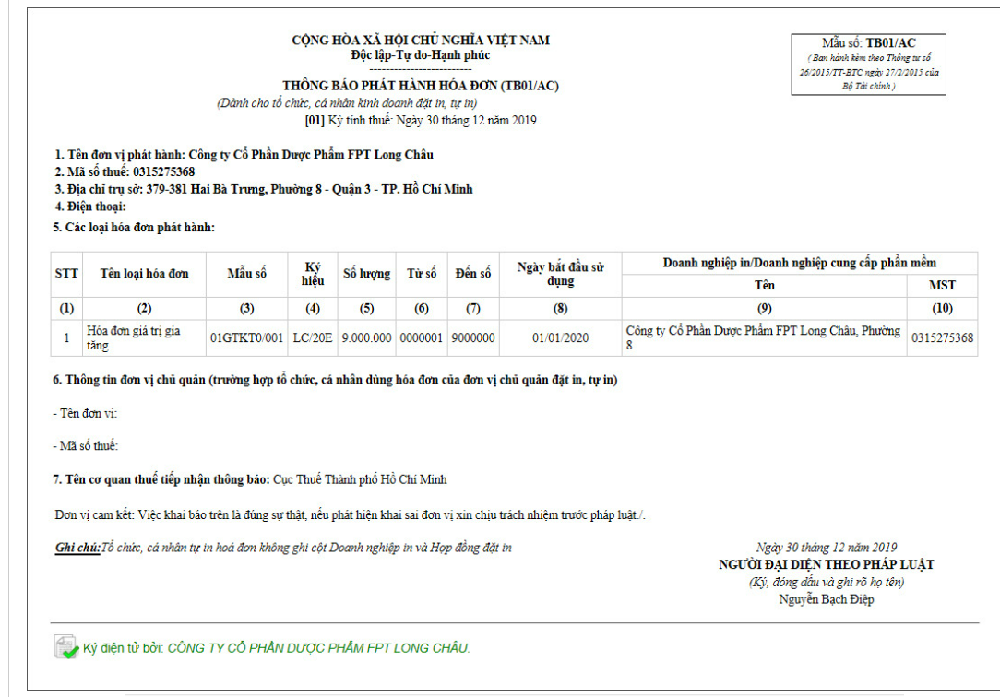 CỘNG HÒA XÃ HỘI CHỦ NGHĨA VIỆT NAM
Độc lập-Tự do-Hạnh phúc
-------------------------
THÔNG BÁO PHÁT HÀNH HÓA ĐƠN (TB01/AC)
(Dành cho tổ chức, cá nhân kinh doanh đặt in, tự in)
[01] Kỳ tính thuế: Ngày 30 tháng 12 năm 2019
Mẫu số: TB01/AC
( Ban hành kèm theo Thông tư số
26/2015/TT-BTC ngày 27/2/2015 của
Bộ Tài chính )
1. Tên đơn vị phát hành: Công ty Cổ Phần Dược Phẩm FPT Long Châu
2. Mã số thuế: 0315275368
3. Địa chỉ trụ sở: 379-381 Hai Bà Trưng, Phường 8 - Quận 3 - TP. Hồ Chí Minh
4. Điện thoại:
5. Các loại hóa đơn phát hành:
STT Tên loại hóa đơn Mẫu số Ký hiệu Số lượng Từ số Đến số Ngày bắt đầu sử dụng Doanh nghiệp in/Doanh nghiệp cung cấp phần mềm
Tên MST
(1) (2) (3) (4) (5) (6) (7) (8) (9) (10)
1 Hóa đơn giá trị gia tăng 01GTKT0/001 LC/20E 9.000.000 0000001 9000000 01/01/2020 Công ty Cổ Phần Dược Phẩm FPT Long Châu, Phường 8 0315275368
6. Thông tin đơn vị chủ quản (trường hợp tổ chức, cá nhân dùng hóa đơn của đơn vị chủ quản đặt in, tự in)
- Tên đơn vị:
- Mã số thuế:
7. Tên cơ quan thuế tiếp nhận thông báo: Cục Thuế Thành phố Hồ Chí Minh
Đơn vị cam kết: Việc khai báo trên là đúng sự thật, nếu phát hiện khai sai đơn vị xin chịu trách nhiệm trước pháp luật./.
Ghi chú:Tổ chức, cá nhân tự in hoá đơn không ghi cột Doanh nghiệp in và Hợp đồng đặt in
Ngày 30 tháng 12 năm 2019
NGƯỜI ĐẠI DIỆN THEO PHÁP LUẬT
(Ký, đóng dấu và ghi rõ họ tên)
Nguyễn Bạch Điệp
Ký điện tử bởi: CÔNG TY CỔ PHẦN DƯỢC PHẨM FPT LONG CHÂU.